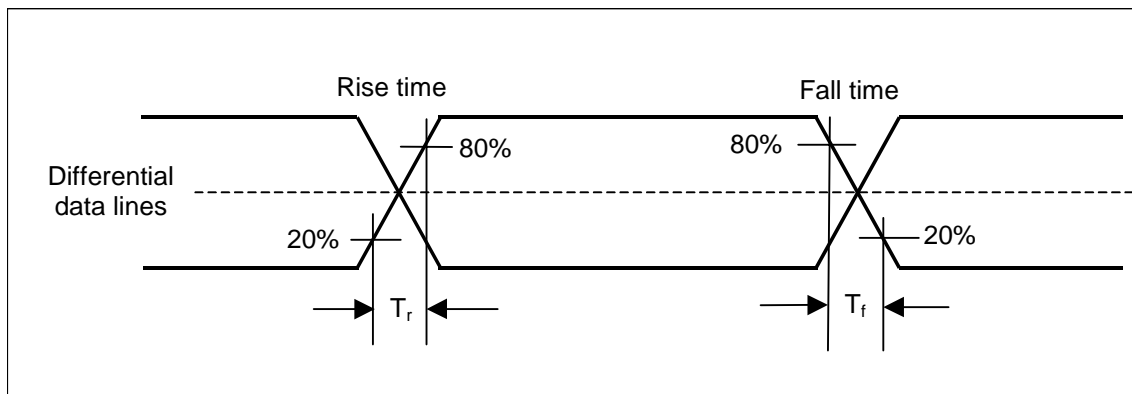 Rise time
Fall time
80%
80%
Differential
data lines
20%
20%
Tr
Tf